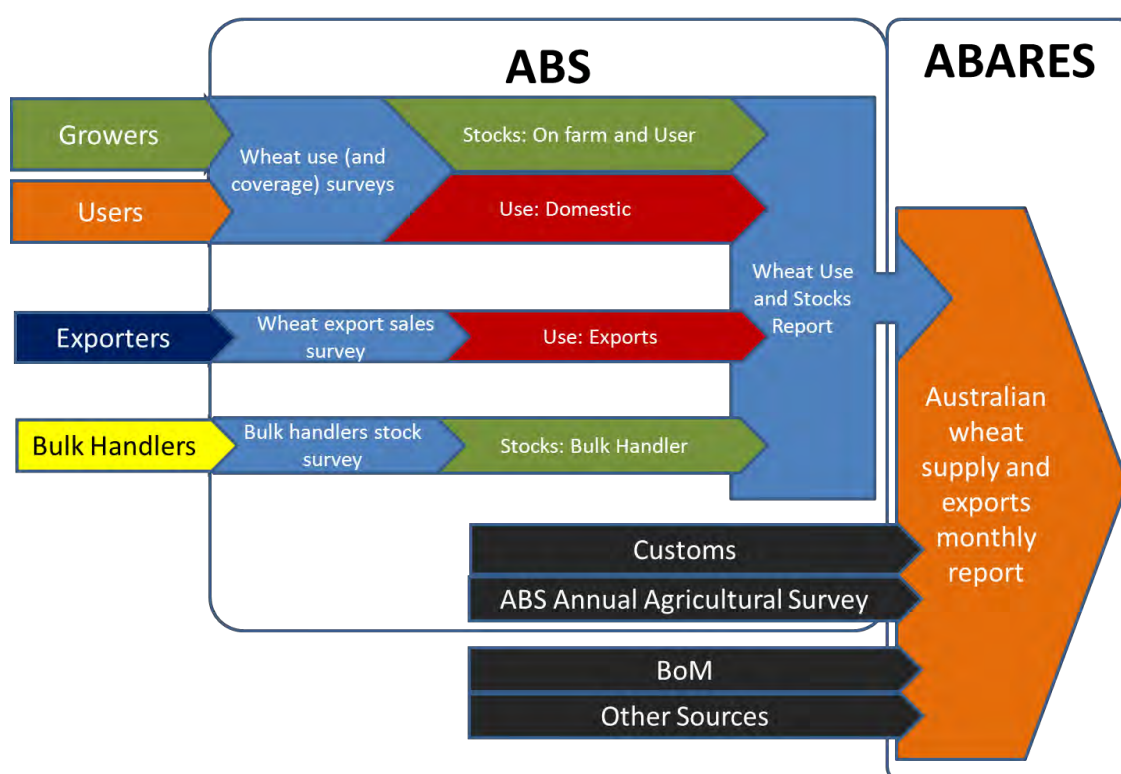 ABS
ABARES
Growers
Users
Wheat use (and
coverage) surveys
Stocks: On farm and User
Use: Domestic
Exporters
Wheat export sales
survey
Use: Exports
Bulk Handlers
Bulk handlers stock
survey
Stocks: Bulk Handler
Wheat Use
and Stocks
Report
Customs
ABS Annual Agricultural Survey
BoM
Other Sources
Australian
wheat
supply and
exports
monthly
report